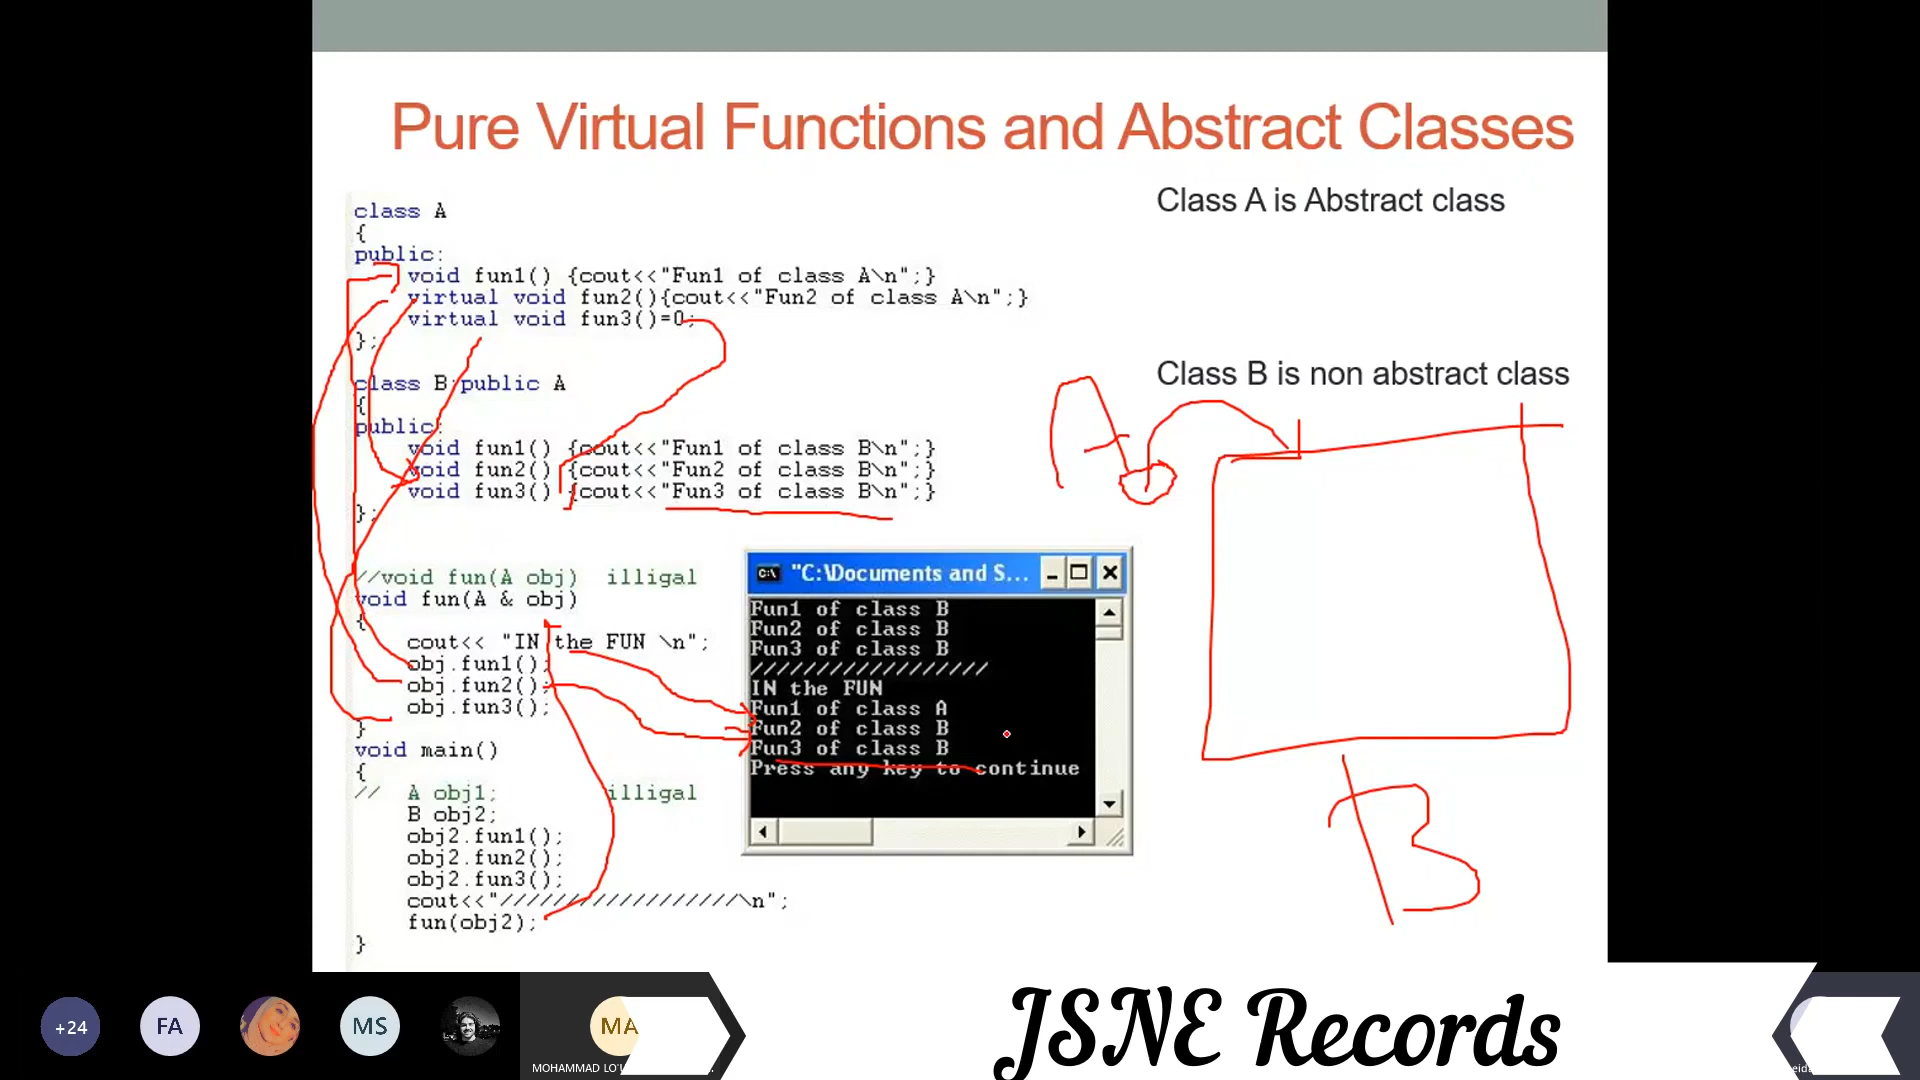 Pure Virtual Functions and Abstract Classes
Class A is Abstract class
class A
{
public:
void fun1() {cout<<"Fun1 of class A\n";}
virtual void fun2(){cout<<"Fun2 of class A\n";}
virtual void fun3()=0;
};
Class B is non abstract class
class B:public A
{
public:
void fun1() {cout<<"Fun1 of class B\n";}
void fun2() {cout<<"Fun2 of class B\n";}
void fun3() {cout<<"Fun3 of class B\n";}
};
A
B
//void fun(A obj) illigal
void fun(A & obj)
{
cout<< "IN the FUN \n";
obj.fun1();
obj.fun2();
obj.fun3();
}
void main()
{
// A obj1; illigal
B obj2;
obj2.fun1();
obj2.fun2();
obj2.fun3();
cout<<"//////////////////\n";
fun(obj2);
}
"C:\Documents and S...
Fun1 of class B
Fun2 of class B
Fun3 of class B
//////////////////
IN the FUN
Fun1 of class A
Fun2 of class B
Fun3 of class B
Press any key to continue
+24
FA
MS
MA
MOHAMMAD
JSNE Records